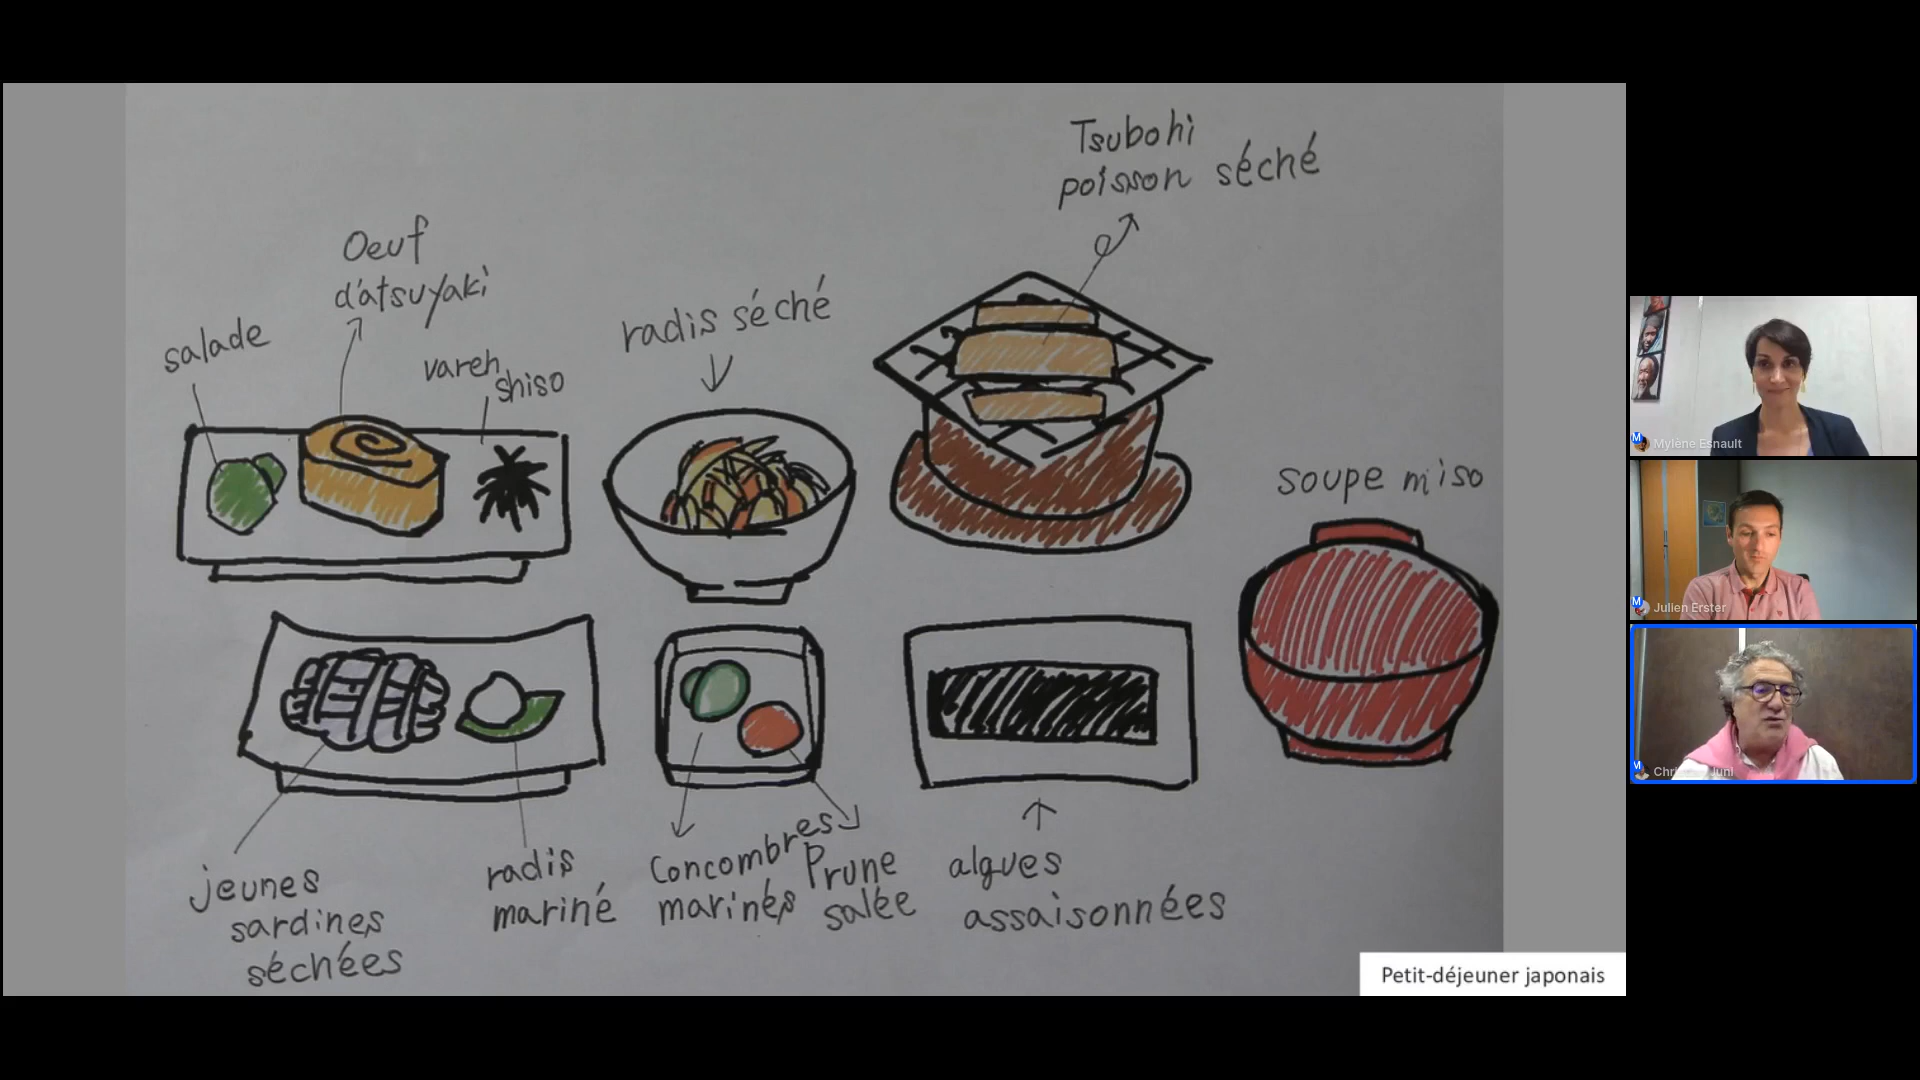 Tsubohi
poisson séché
Oeuf
d'atsuyaki
salade
vareh
shiso
radis séché
soupe miso
jeunes
sardines
séchées
radis
mariné
Concombres
marinés
Prune
salée
algues
assaisonnées
Petit-déjeuner japonais
Mylène Esnault
Julien Erster
Juni